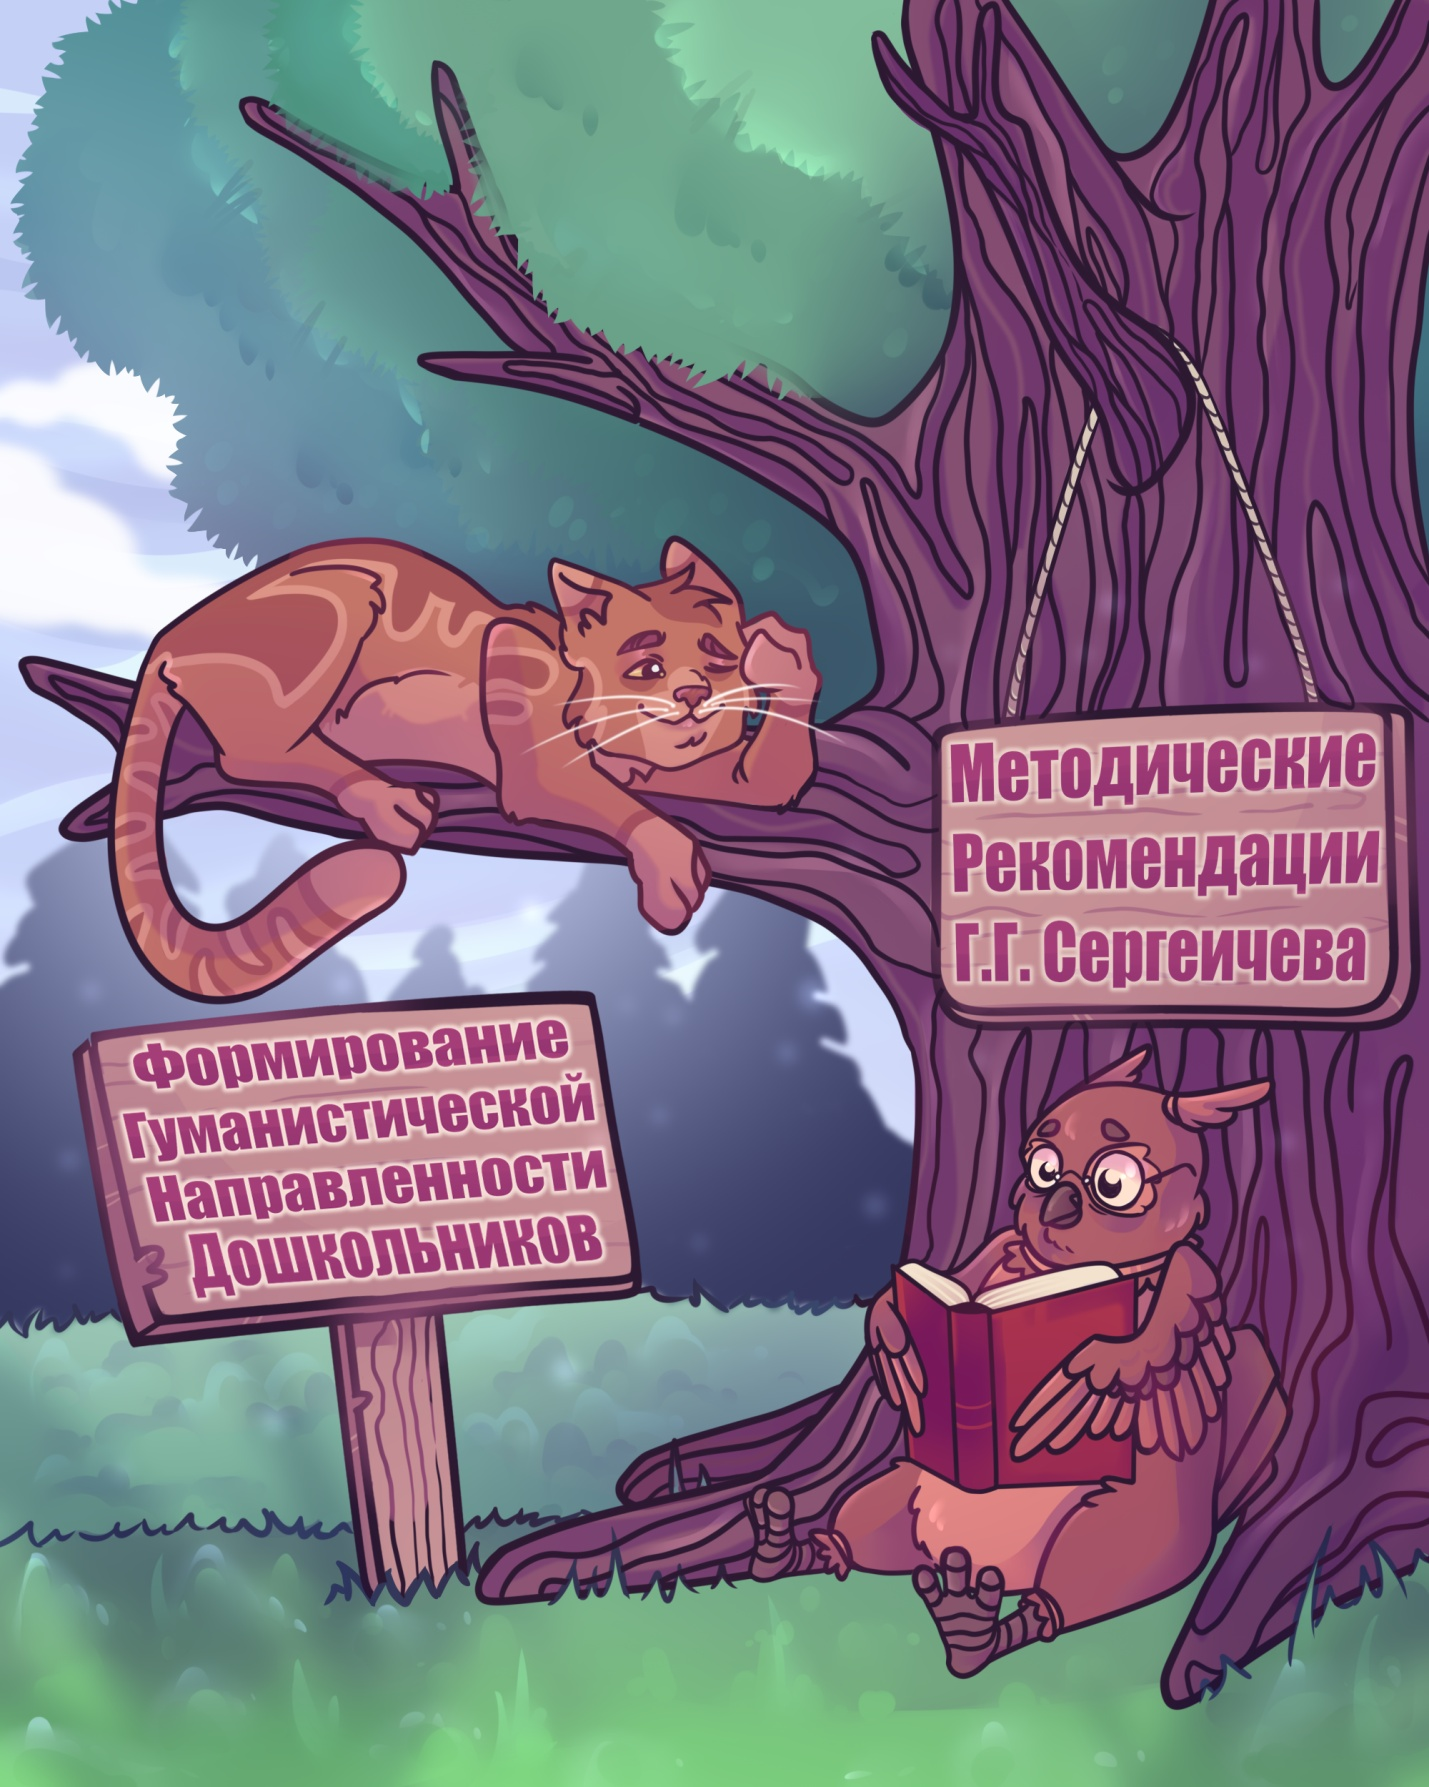 Методические
Рекомендации
Г.Г. Сергеичева
Формирование
Гуманистической
Направленности
Дошкольников